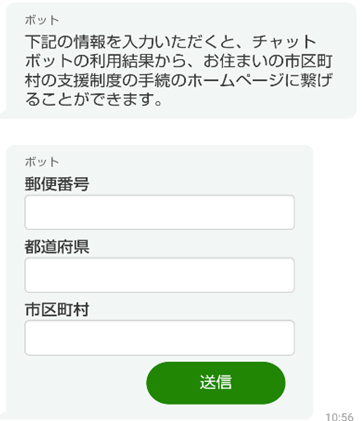 ボット
下記の情報を入力いただくと、チャット
ボットの利用結果から、お住まいの市区町
村の支援制度の手続のホームページに繋げ
ることができます。
ボット
郵便番号
都道府県
市区町村
送信
10:56